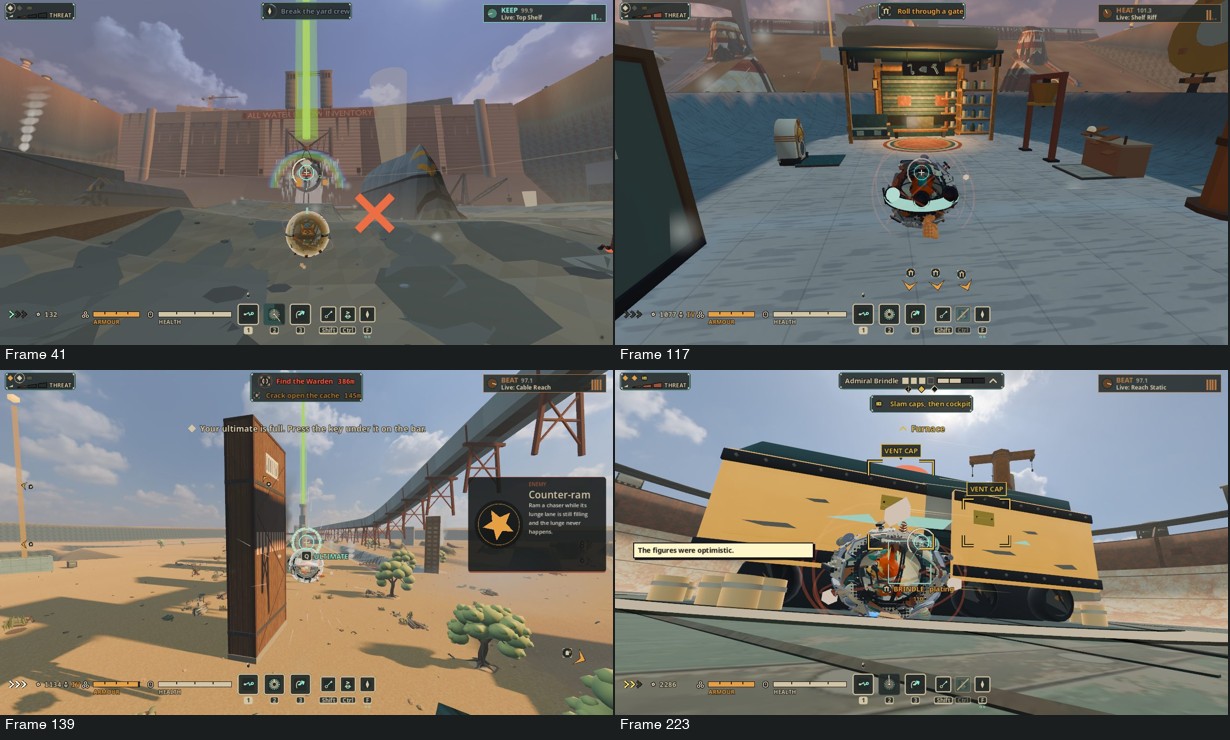 THREAT
Break the yard crew
KEEP 99.9
Live: Top Shelf
ALL WATER
INVENTORY
132
ARMOUR
HEALTH
1
2
3
Shift
Ctrl
F
Frame 41
THREAT
Roll through a gate
HEAT 101.3
Live: Shelf Riff
ARMOUR
HEALTH
1
2
3
Shift
Ctrl
F
Frame 117
THREAT
Find the Warden 386m
Crack open the cache 145m
BEAT 97.1
Live: Cable Reach
Your ultimate is full. Press the key under it on the bar.
Counter-ram
Ram a chaser while its
lunge lane is still filling
and the lunge never
happens.
ULTIMATE
ARMOUR
HEALTH
1
2
3
Shift
Ctrl
F
Frame 139
THREAT
Admiral Brindle
Slam caps, then cockpit
BEAT 97.1
Live: Reach Static
Furnace
VENT CAP
VENT CAP
The figures were optimistic.
BRINDLE plating
2286
ARMOUR
HEALTH
1
2
3
Shift
Ctrl
F
Frame 223